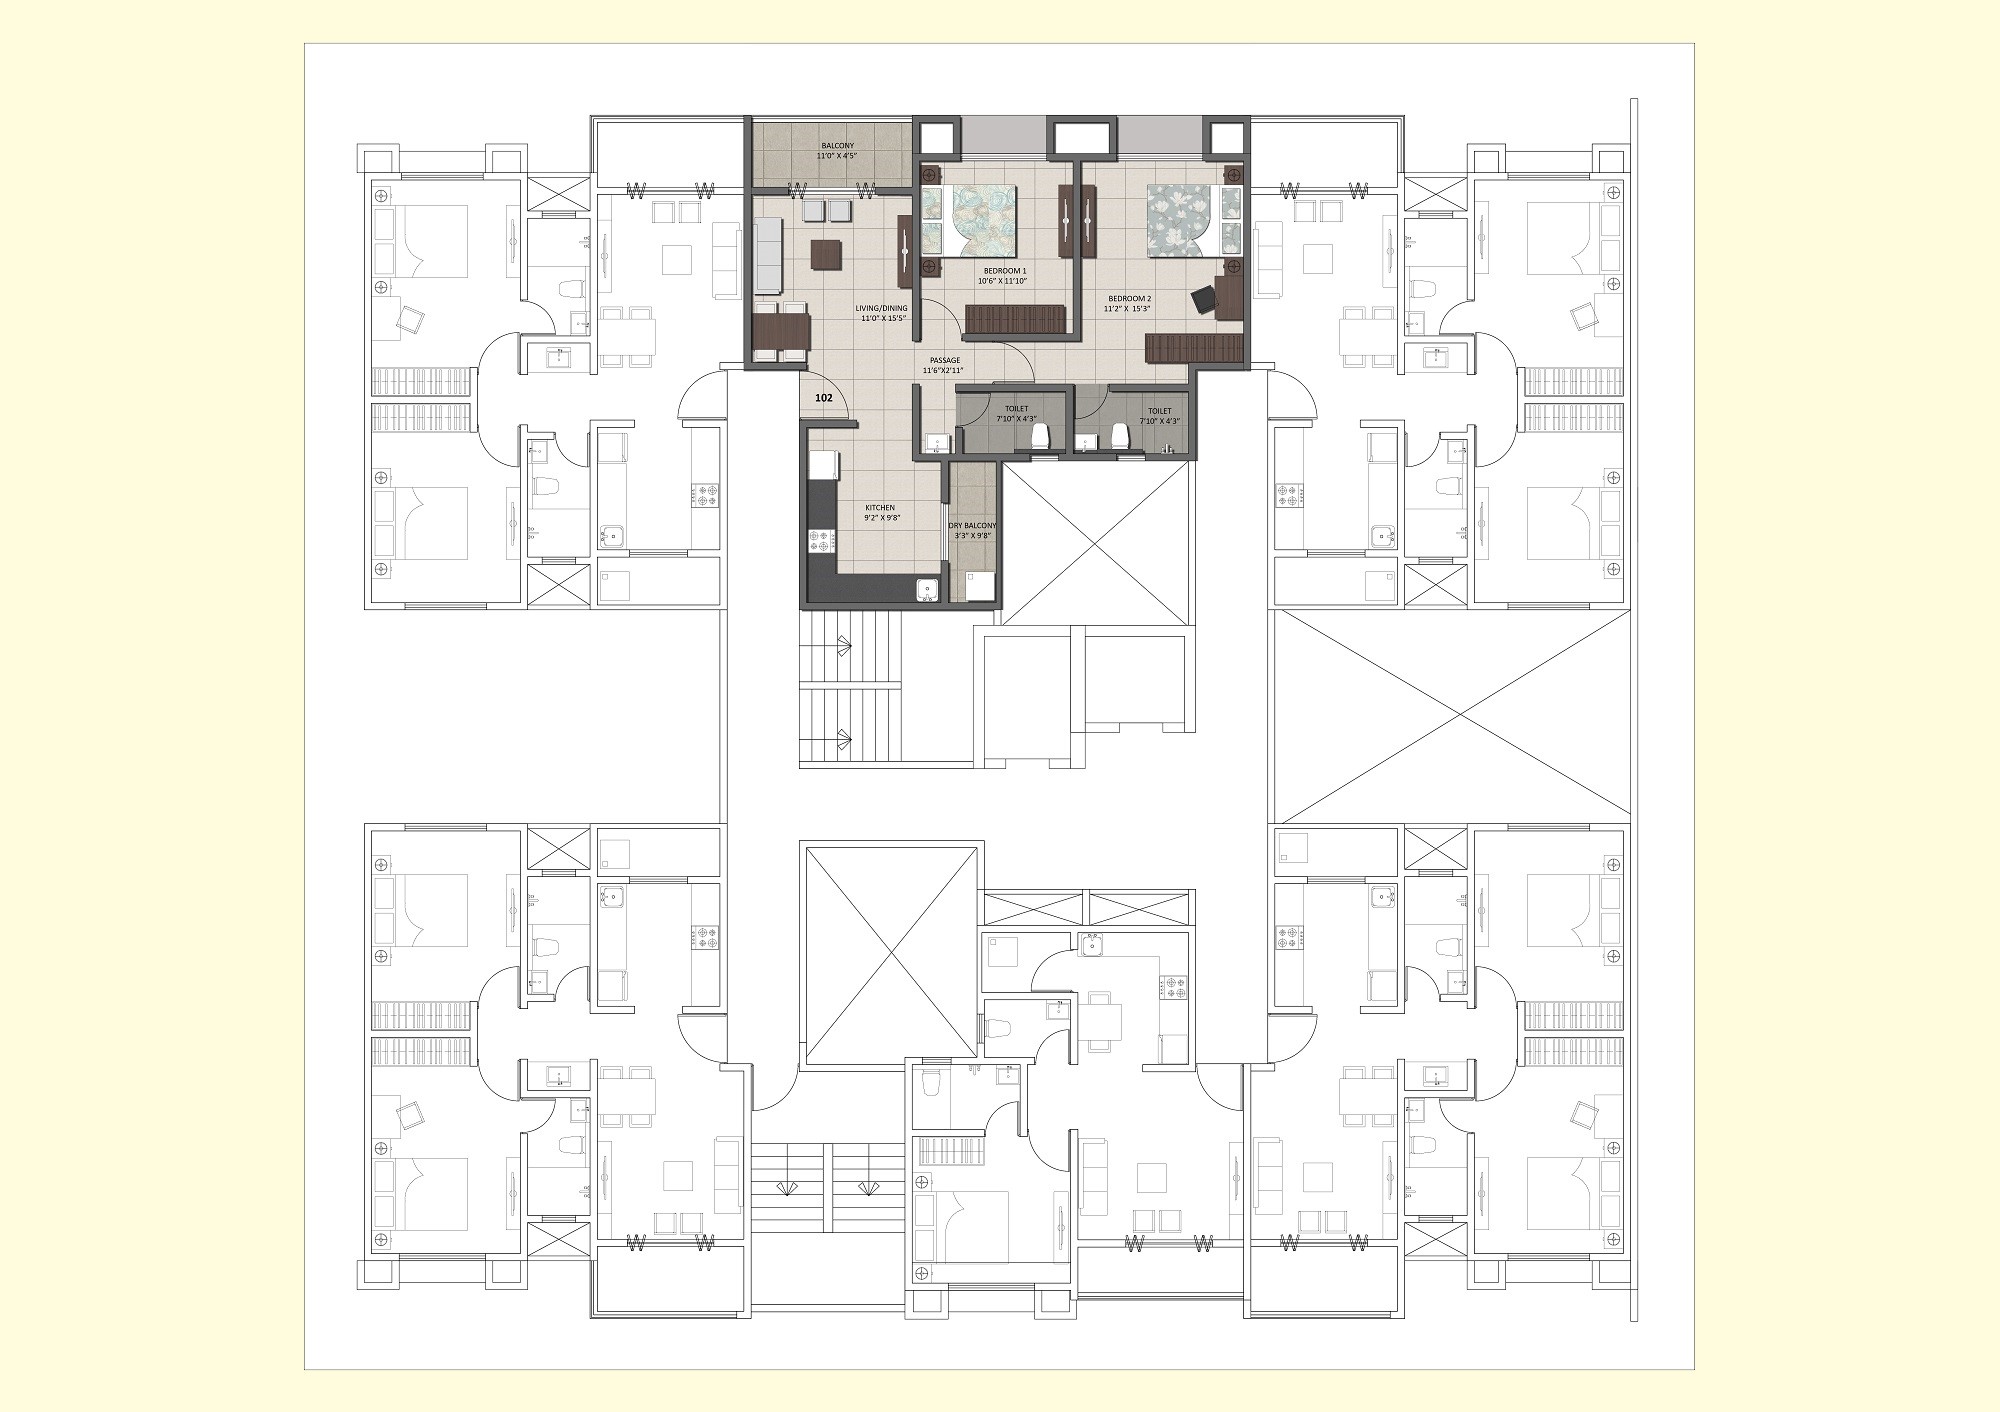 BALCONY
11'0" X 4'5"
BEDROOM 1
10'6" X 11'10"
BEDROOM 2
11'2" X  15'3"
LIVING/DINING
11'0" X 15'5"
PASSAGE
11'6"X2'11"
102
TOILET
7'10" X 4'3"
TOILET
7'10" X 4'3"
KITCHEN
9'2" X 9'8"
DRY BALCONY
3'3" X 9'8"